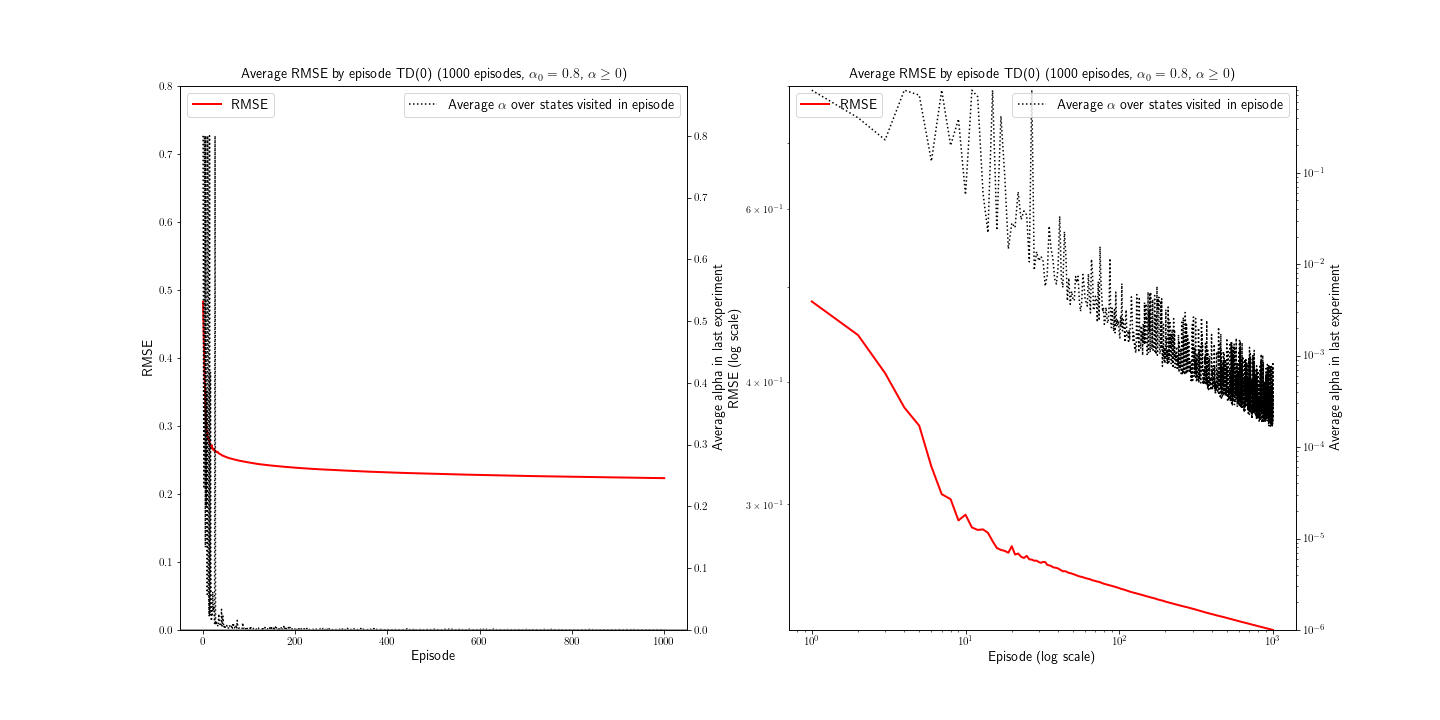 Average RMSE by episode TD(0) (1000 episodes, α₀ = 0.8, α ≥ 0)
RMSE
Average α over states visited in episode
0.8
0.7
0.6
0.5
0.4
0.3
0.2
0.1
0.0
RMSE
0.8
0.7
0.6
0.5
0.4
0.3
0.2
0.1
0.0
Average alpha in last experiment
0
200
400
600
800
1000
Episode
Average RMSE by episode TD(0) (1000 episodes, α₀ = 0.8, α ≥ 0)
RMSE
Average α over states visited in episode
6 × 10⁻¹
4 × 10⁻¹
3 × 10⁻¹
RMSE (log scale)
10⁻¹
10⁻²
10⁻³
10⁻⁴
10⁻⁵
10⁻⁶
Average alpha in last experiment
10⁰
10¹
10²
10³
Episode (log scale)